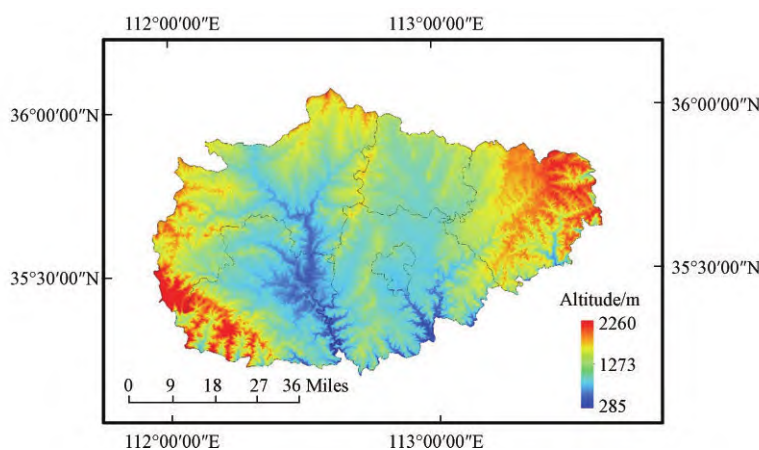 112°00′00″E 113°00′00″E
36°00′00″N 36°00′00″N
35°30′00″N 35°30′00″N
Altitude/m
2260
1273
285
0 9 18 27 36 Miles
112°00′00″E 113°00′00″E